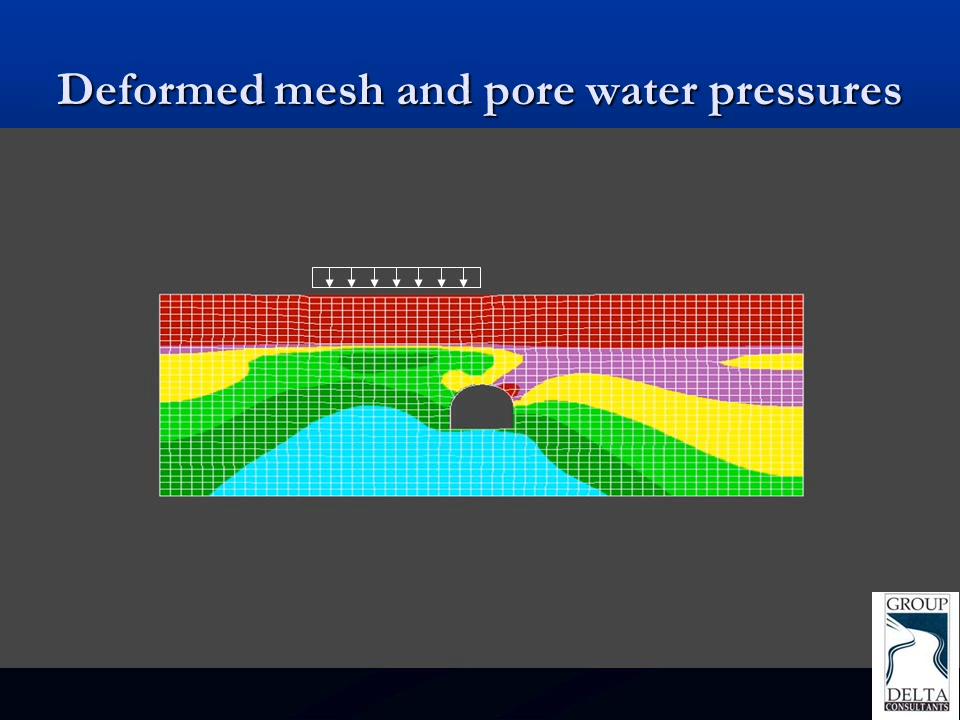 Deformed mesh and pore water pressures
GROUP
DELTA
CONSULTANTS